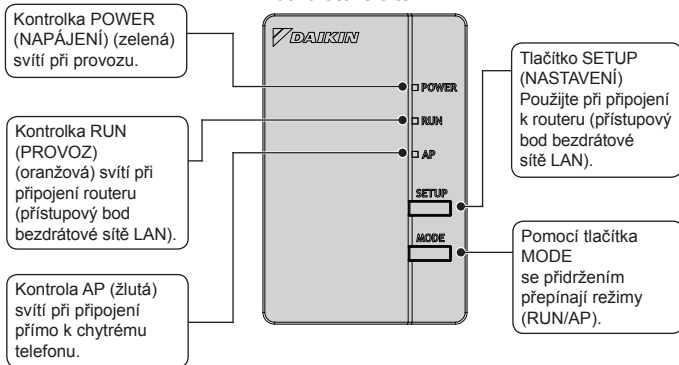 Kontrolka POWER
(NAPÁJENÍ) (zelená)
svítí při provozu.
Kontrolka RUN
(PROVOZ)
(oranžová) svítí při
připojení routeru
(přístupový bod
bezdrátové sítě LAN).
Kontrola AP (žlutá)
svítí při připojení
přímo k chytrému
telefonu.
DAIKIN
POWER
RUN
AP
SETUP
MODE
Tlačítko SETUP
(NASTAVENÍ)
Použijte při připojení
k routeru (přístupový
bod bezdrátové
sítě LAN).
Pomocí tlačítka
MODE
se přidržením
přepínají režimy
(RUN/AP).